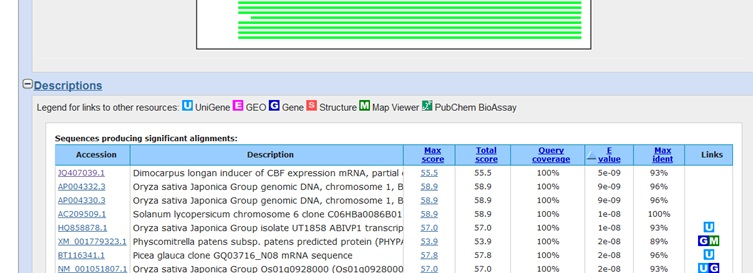 Descriptions
Legend for links to other resources: U UniGene E GEO G Gene S Structure M Map Viewer PubChem BioAssay
Sequences producing significant alignments:
Accession Description Max score Total score Query coverage E value Max ident Links
JQ407039.1 Dimocarpus longan inducer of CBF expression mRNA, partial 55.5 55.5 100% 5e-09 93%
AP004332.3 Oryza sativa Japonica Group genomic DNA, chromosome 1, B 58.9 58.9 100% 9e-09 96%
AP004330.3 Oryza sativa Japonica Group genomic DNA, chromosome 1, B 58.9 58.9 100% 9e-09 96%
AC209509.1 Solanum lycopersicum chromosome 6 clone C06HBa0086B01 58.9 58.9 100% 1e-08 100%
HQ858878.1 Oryza sativa Japonica Group isolate UT1858 ABIVP1 transcrip 57.0 57.0 100% 1e-08 93% U
XM_001779323.1 Physcomitrella patens subsp. patens predicted protein (PHYPA 53.9 53.9 100% 2e-08 89% G M
BT116341.1 Picea glauca clone GQ03716_N08 mRNA sequence 57.8 57.8 100% 2e-08 96% U
NM_001051807.1 Oryza sativa Japonica Group Os01g0928000 (Os01g0928000 57.0 57.0 100% 2e-08 93% U G